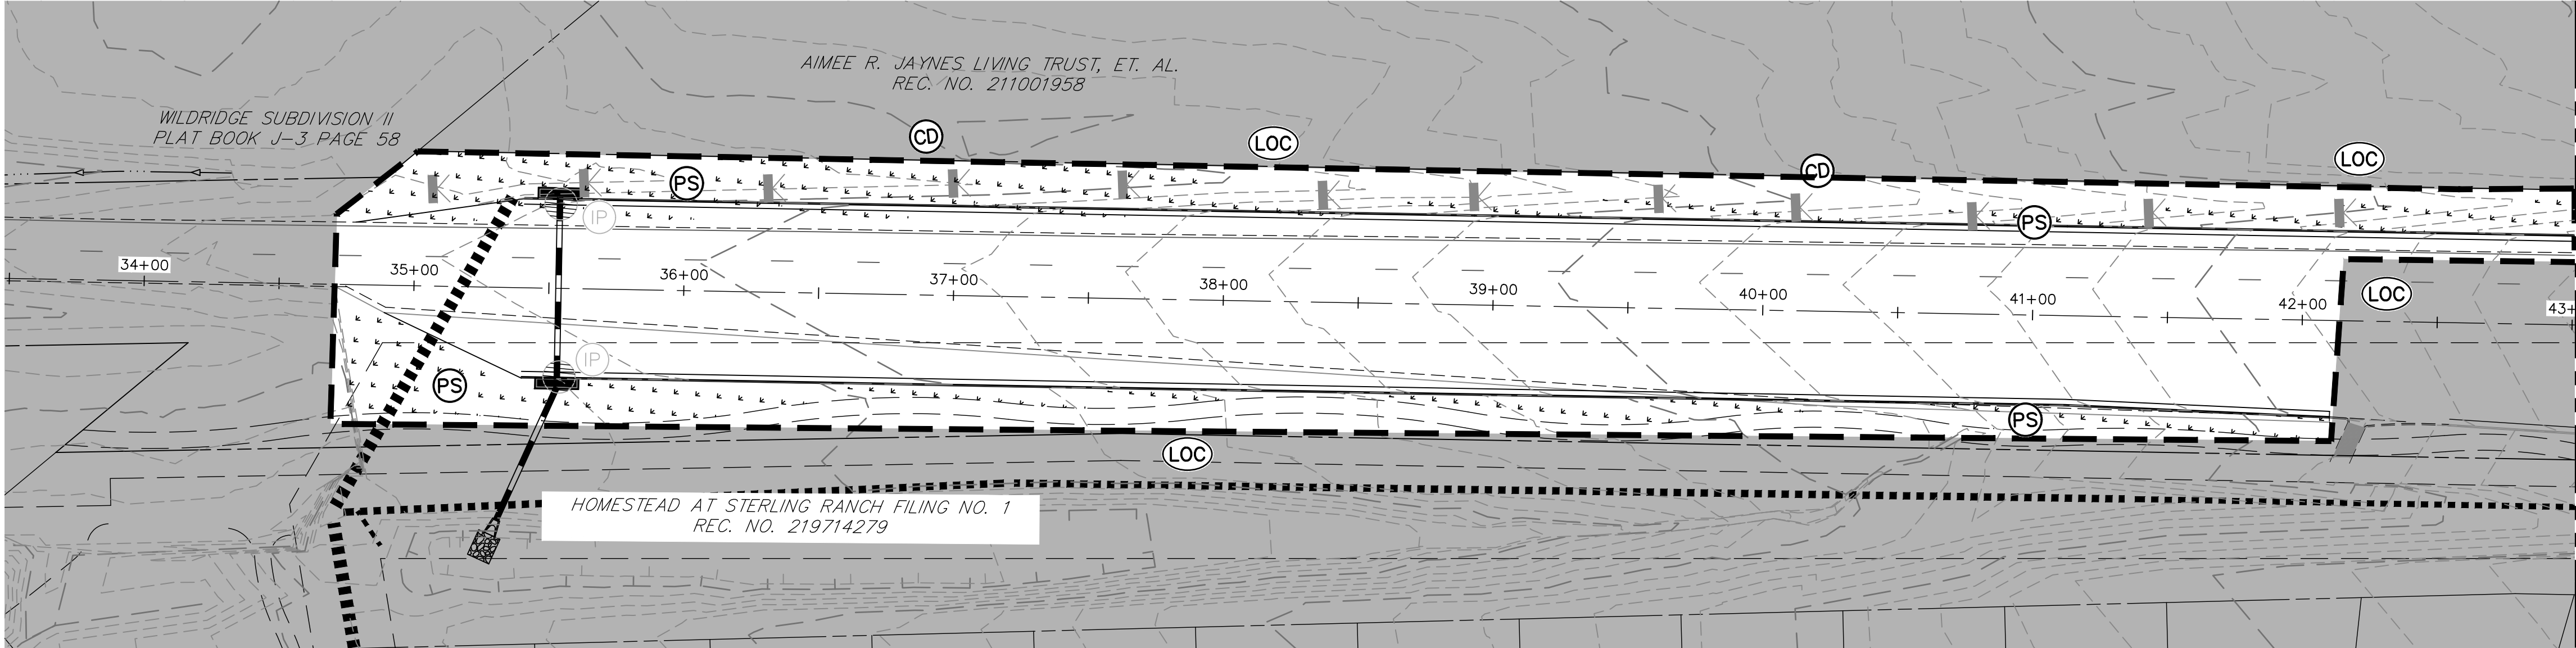 AIMEE R. JAYNES LIVING TRUST, ET. AL.
REC. NO. 211001958
WILDRIDGE SUBDIVISION II
PLAT BOOK J-3 PAGE 58
CD
LOC
CD
LOC
PS
IP
PS
34+00
35+00
36+00
37+00
38+00
39+00
40+00
41+00
42+00
43+
LOC
IP
PS
PS
LOC
HOMESTEAD AT STERLING RANCH FILING NO. 1
REC. NO. 219714279